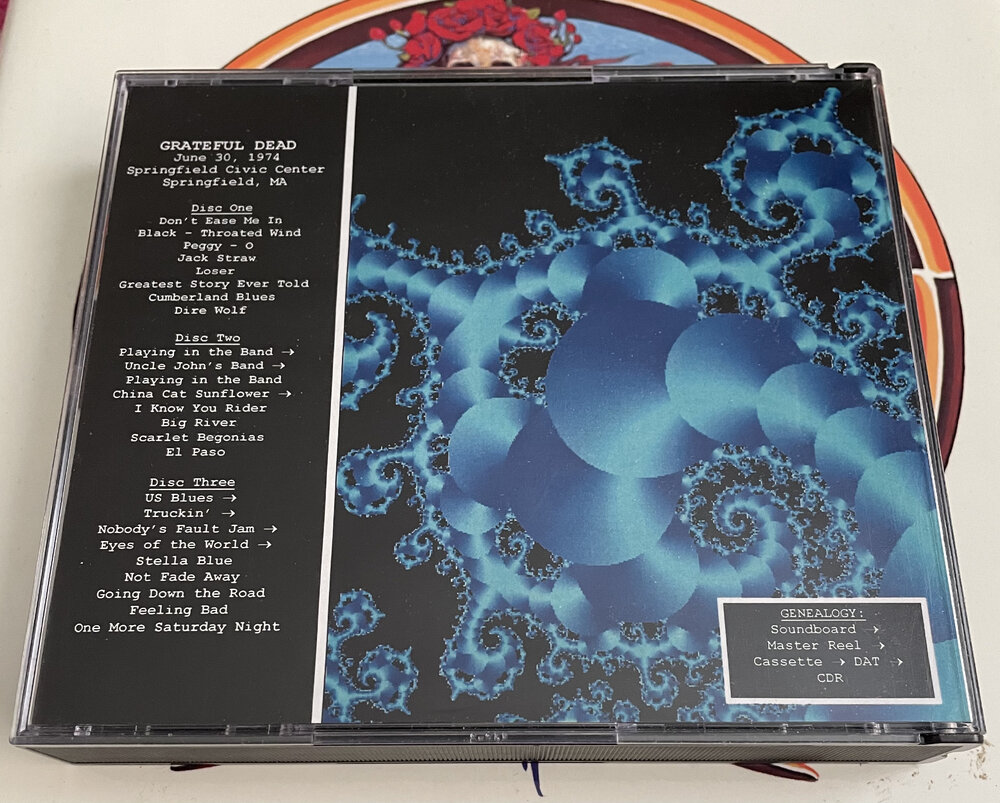 GRATEFUL DEAD
June 30, 1974
Springfield Civic Center
Springfield, MA
Disc One
Don't Ease Me In
Black - Throated Wind
Peggy - O
Jack Straw
Loser
Greatest Story Ever Told
Cumberland Blues
Dire Wolf
Disc Two
Playing in the Band →
Uncle John's Band →
Playing in the Band
China Cat Sunflower →
I Know You Rider
Big River
Scarlet Begonias
El Paso
Disc Three
US Blues →
Truckin' →
Nobody's Fault Jam →
Eyes of the World →
Stella Blue
Not Fade Away
Going Down the Road
Feeling Bad
One More Saturday Night
GENEALOGY:
Soundboard →
Master Reel →
Cassette → DAT →
CDR